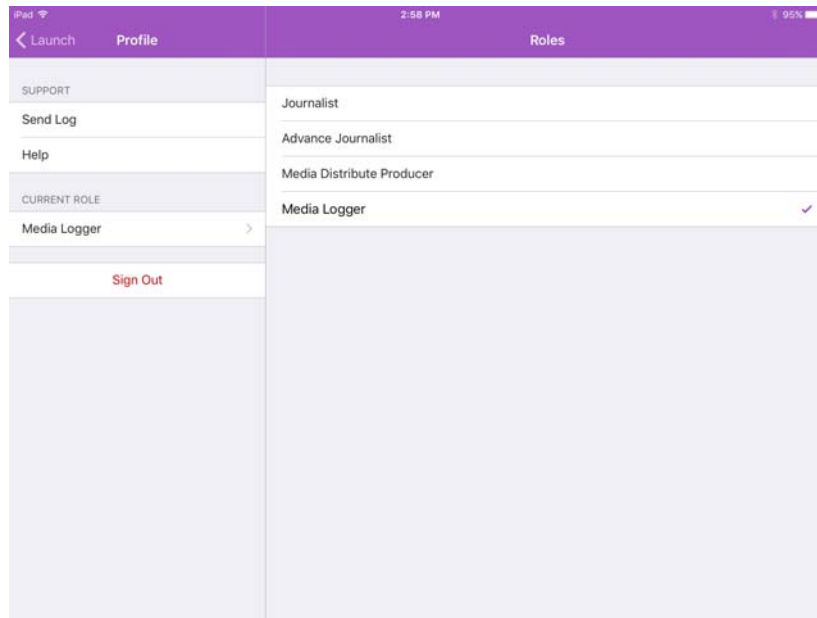 iPad 2:58 PM 95%
Launch Profile Roles
SUPPORT
Send Log
Help
CURRENT ROLE
Media Logger
Sign Out
Journalist
Advance Journalist
Media Distribute Producer
Media Logger